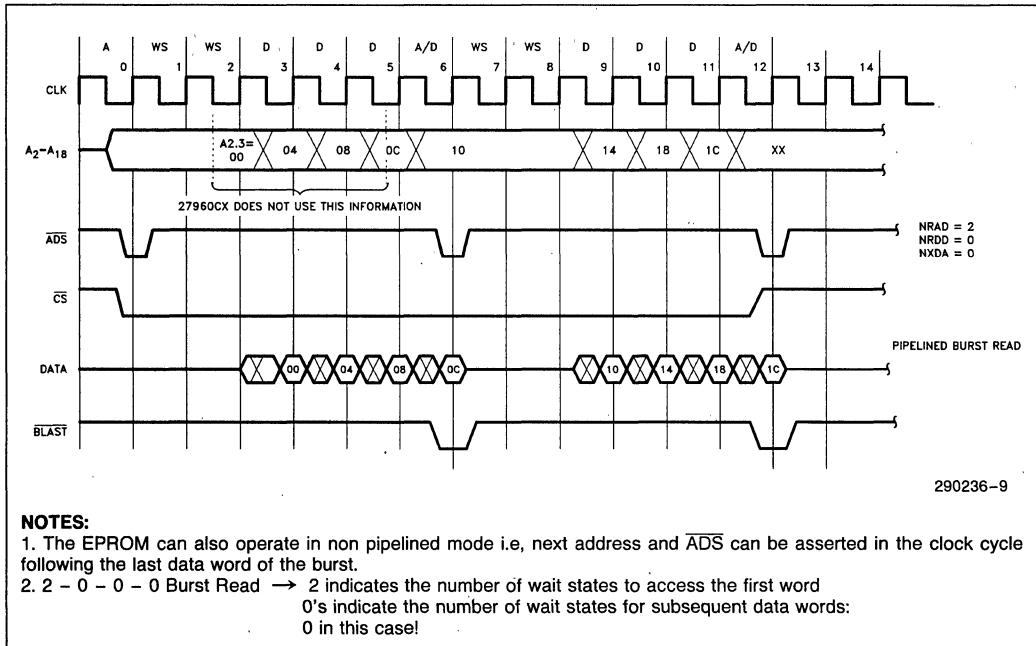 A WS WS D D D A/D WS WS D D D A/D
0 1 2 3 4 5 6 7 8 9 10 11 12 13 14
CLK
A2–A18
A2.3=
00 04 08 0C 10 14 18 1C XX
27960CX DOES NOT USE THIS INFORMATION
ADS
NRAD = 2
NRDD = 0
NXDA = 0
CS
PIPELINED BURST READ
DATA 00 04 08 0C 10 14 18 1C
BLAST
290236–9
NOTES:
1. The EPROM can also operate in non pipelined mode i.e, next address and ADS can be asserted in the clock cycle
following the last data word of the burst.
2. 2 – 0 – 0 – 0 Burst Read → 2 indicates the number of wait states to access the first word
0's indicate the number of wait states for subsequent data words:
0 in this case!